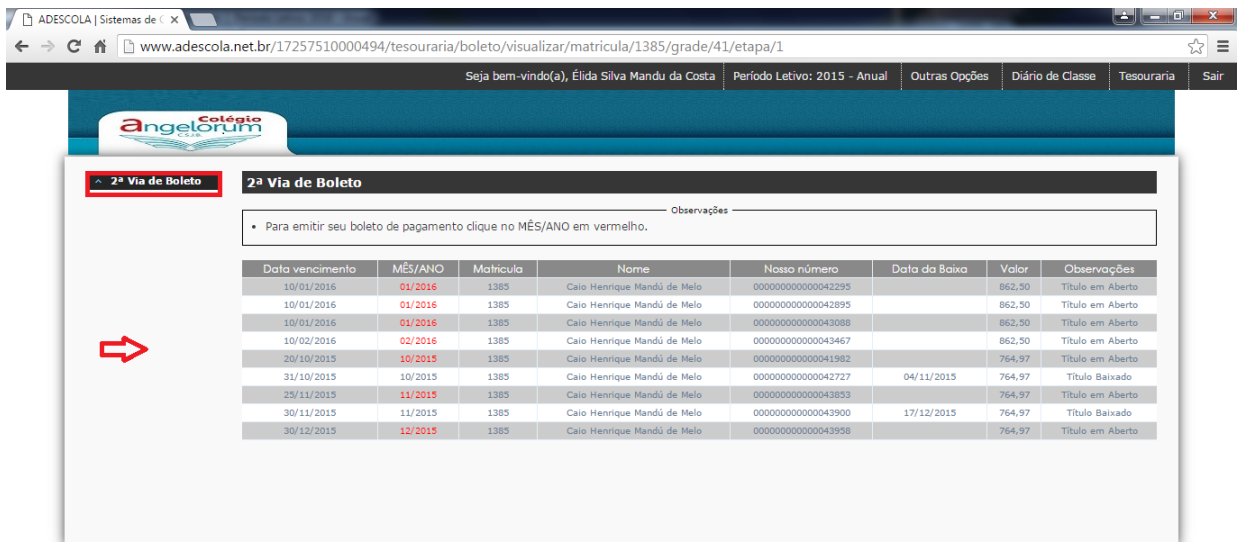 ADESCOLA | Sistemas de G
www.adescola.net.br/17257510000494/tesouraria/boleto/visualizar/matricula/1385/grade/41/etapa/1
Seja bem-vindo(a), Élida Silva Mandu da Costa Período Letivo: 2015 - Anual Outras Opções Diário de Classe Tesouraria Sair
Colégio
angelorum
C.S.J.B.
^ 2ª Via de Boleto
2ª Via de Boleto
Observações
• Para emitir seu boleto de pagamento clique no MÊS/ANO em vermelho.
Data vencimento MÊS/ANO Matricula Nome Nosso número Data da Baixa Valor Observações
10/01/2016 01/2016 1385 Caio Henrique Mandú de Melo 000000000000042295 862,50 Título em Aberto
10/01/2016 01/2016 1385 Caio Henrique Mandú de Melo 000000000000042895 862,50 Título em Aberto
10/01/2016 01/2016 1385 Caio Henrique Mandú de Melo 000000000000043088 862,50 Título em Aberto
10/02/2016 02/2016 1385 Caio Henrique Mandú de Melo 000000000000043467 862,50 Título em Aberto
20/10/2015 10/2015 1385 Caio Henrique Mandú de Melo 000000000000041982 764,97 Título em Aberto
31/10/2015 10/2015 1385 Caio Henrique Mandú de Melo 000000000000042727 04/11/2015 764,97 Título Baixado
25/11/2015 11/2015 1385 Caio Henrique Mandú de Melo 000000000000043853 764,97 Título em Aberto
30/11/2015 11/2015 1385 Caio Henrique Mandú de Melo 000000000000043900 17/12/2015 764,97 Título Baixado
30/12/2015 12/2015 1385 Caio Henrique Mandú de Melo 000000000000043958 764,97 Título em Aberto